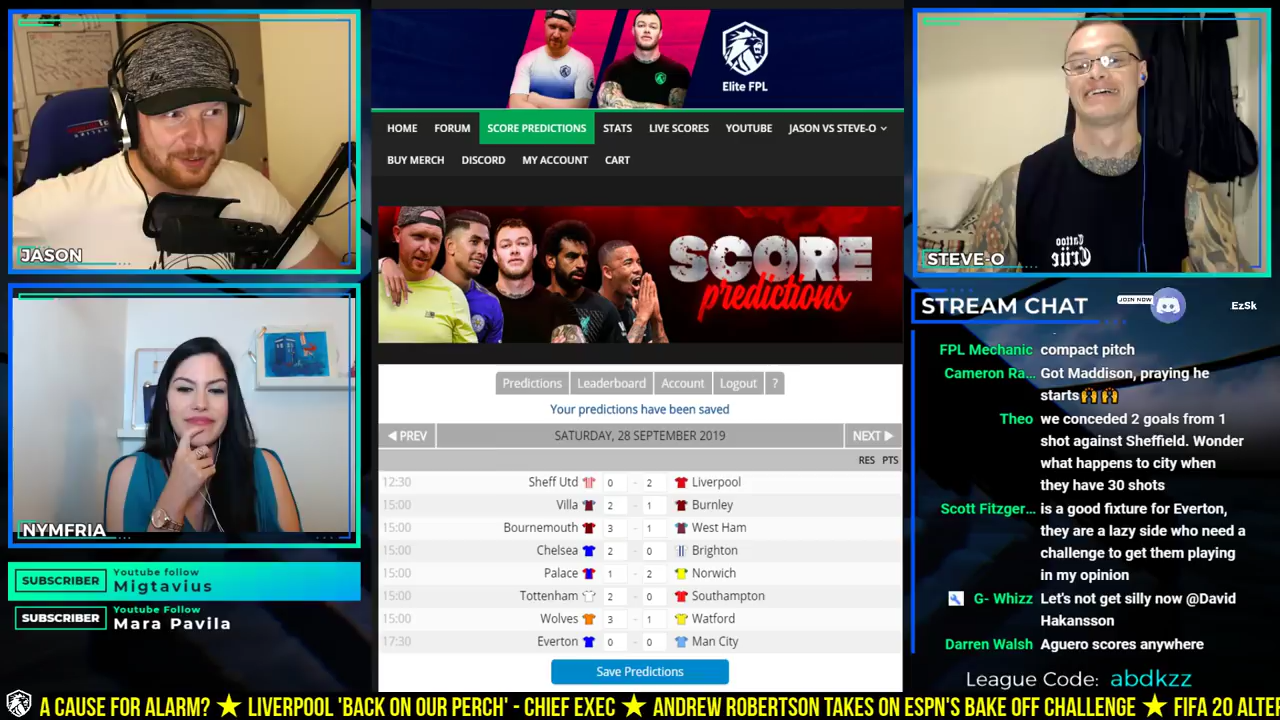 JASON
NYMFRIA
SUBSCRIBER
Youtube follow
Migtavius
SUBSCRIBER
Youtube Follow
Mara Pavila
Elite FPL
HOME FORUM SCORE PREDICTIONS STATS LIVE SCORES YOUTUBE JASON VS STEVE-O
BUY MERCH DISCORD MY ACCOUNT CART
SCORE
predictions
Predictions Leaderboard Account Logout ?
Your predictions have been saved
◀ PREV SATURDAY, 28 SEPTEMBER 2019 NEXT ▶
RES PTS
12:30 Sheff Utd 0 - 2 Liverpool
15:00 Villa 2 - 1 Burnley
15:00 Bournemouth 3 - 1 West Ham
15:00 Chelsea 2 - 0 Brighton
15:00 Palace 1 - 2 Norwich
15:00 Tottenham 2 - 0 Southampton
15:00 Wolves 3 - 1 Watford
17:30 Everton 0 - 0 Man City
Save Predictions
STEVE-O
STREAM CHAT JOIN NOW EzSk
FPL Mechanic compact pitch
Cameron Ra... Got Maddison, praying he
starts🙌 🙌
Theo we conceded 2 goals from 1
shot against Sheffield. Wonder
what happens to city when
they have 30 shots
Scott Fitzger... is a good fixture for Everton,
they are a lazy side who need a
challenge to get them playing
in my opinion
G- Whizz Let's not get silly now @David
Hakansson
Darren Walsh Aguero scores anywhere
League Code: abdkzz
A CAUSE FOR ALARM? ★ LIVERPOOL 'BACK ON OUR PERCH' - CHIEF EXEC ★ ANDREW ROBERTSON TAKES ON ESPN'S BAKE OFF CHALLENGE ★ FIFA 20 ALTE